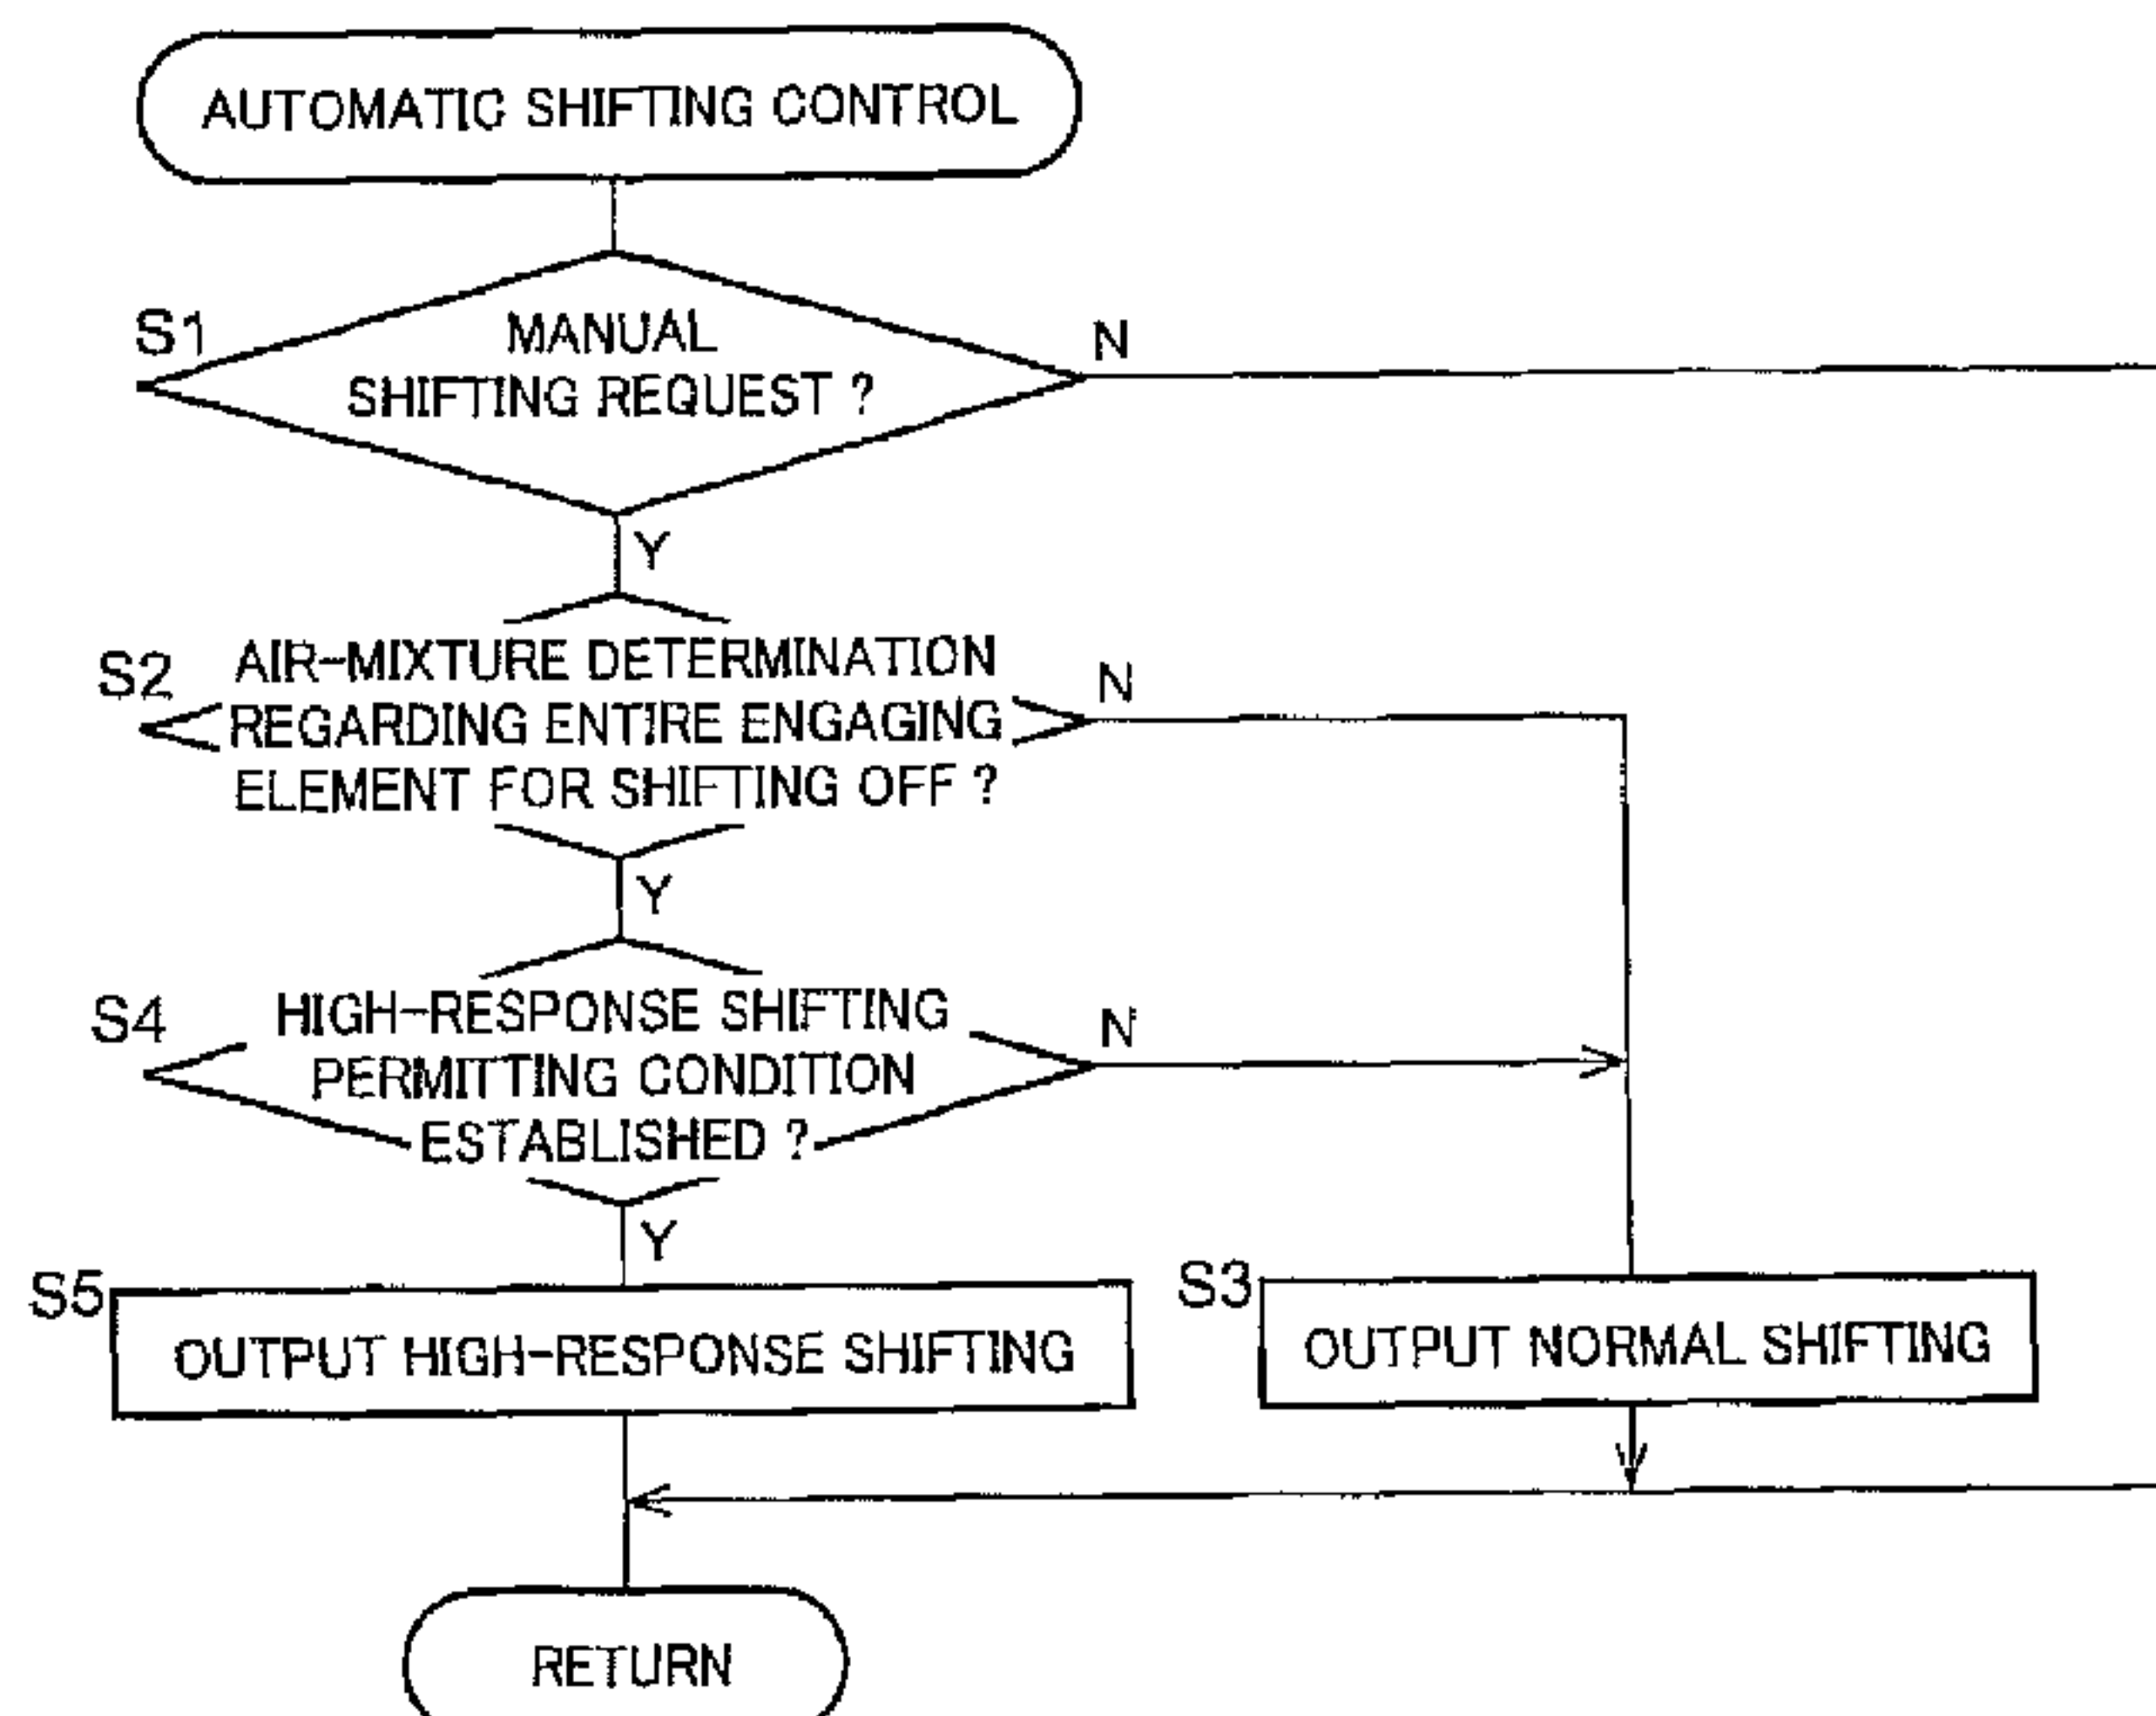 AUTOMATIC SHIFTING CONTROL
S1
MANUAL
SHIFTING REQUEST ?
N
Y
S2
AIR-MIXTURE DETERMINATION
REGARDING ENTIRE ENGAGING
ELEMENT FOR SHIFTING OFF ?
N
Y
S4
HIGH-RESPONSE SHIFTING
PERMITTING CONDITION
ESTABLISHED ?
N
Y
S5
OUTPUT HIGH-RESPONSE SHIFTING
S3
OUTPUT NORMAL SHIFTING
RETURN